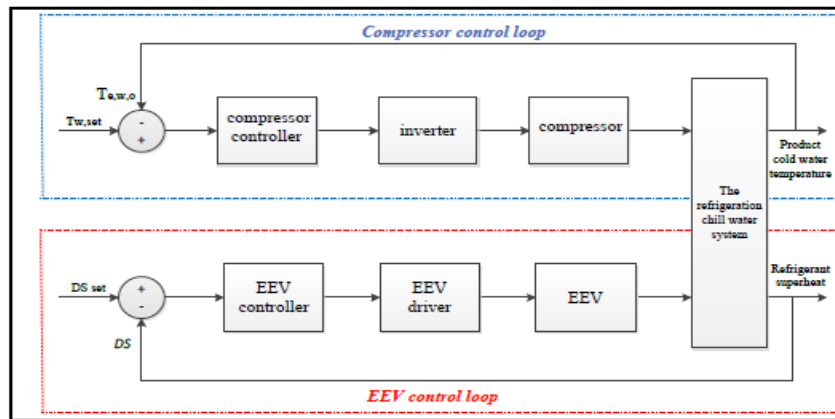 Compressor control loop
Te,w,o
Tw,set
-
+
compressor
controller
inverter
compressor
Product
cold water
temperature
The
refrigeration
chill water
system
DS set
+
-
DS
EEV
controller
EEV
driver
EEV
Refrigerant
superheat
EEV control loop